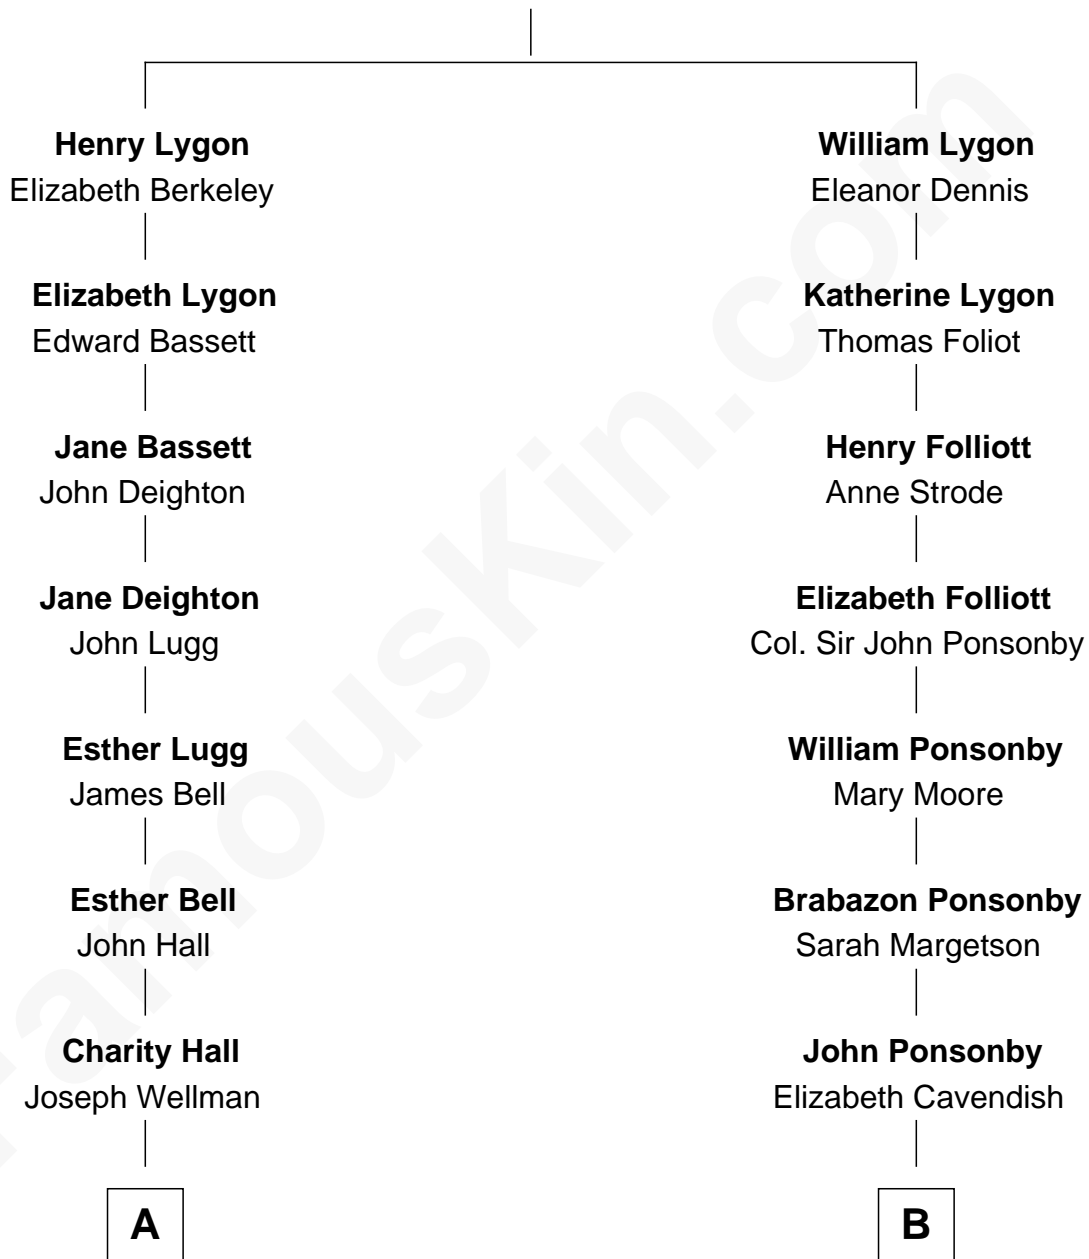 Henry Lygon
Elizabeth Berkeley
Elizabeth Lygon
Edward Bassett
Jane Bassett
John Deighton
Jane Deighton
John Lugg
Esther Lugg
James Bell
Esther Bell
John Hall
Charity Hall
Joseph Wellman
A
William Lygon
Eleanor Dennis
Katherine Lygon
Thomas Foliot
Henry Folliott
Anne Strode
Elizabeth Folliott
Col. Sir John Ponsonby
William Ponsonby
Mary Moore
Brabazon Ponsonby
Sarah Margetson
John Ponsonby
Elizabeth Cavendish
B
FamousKin.com